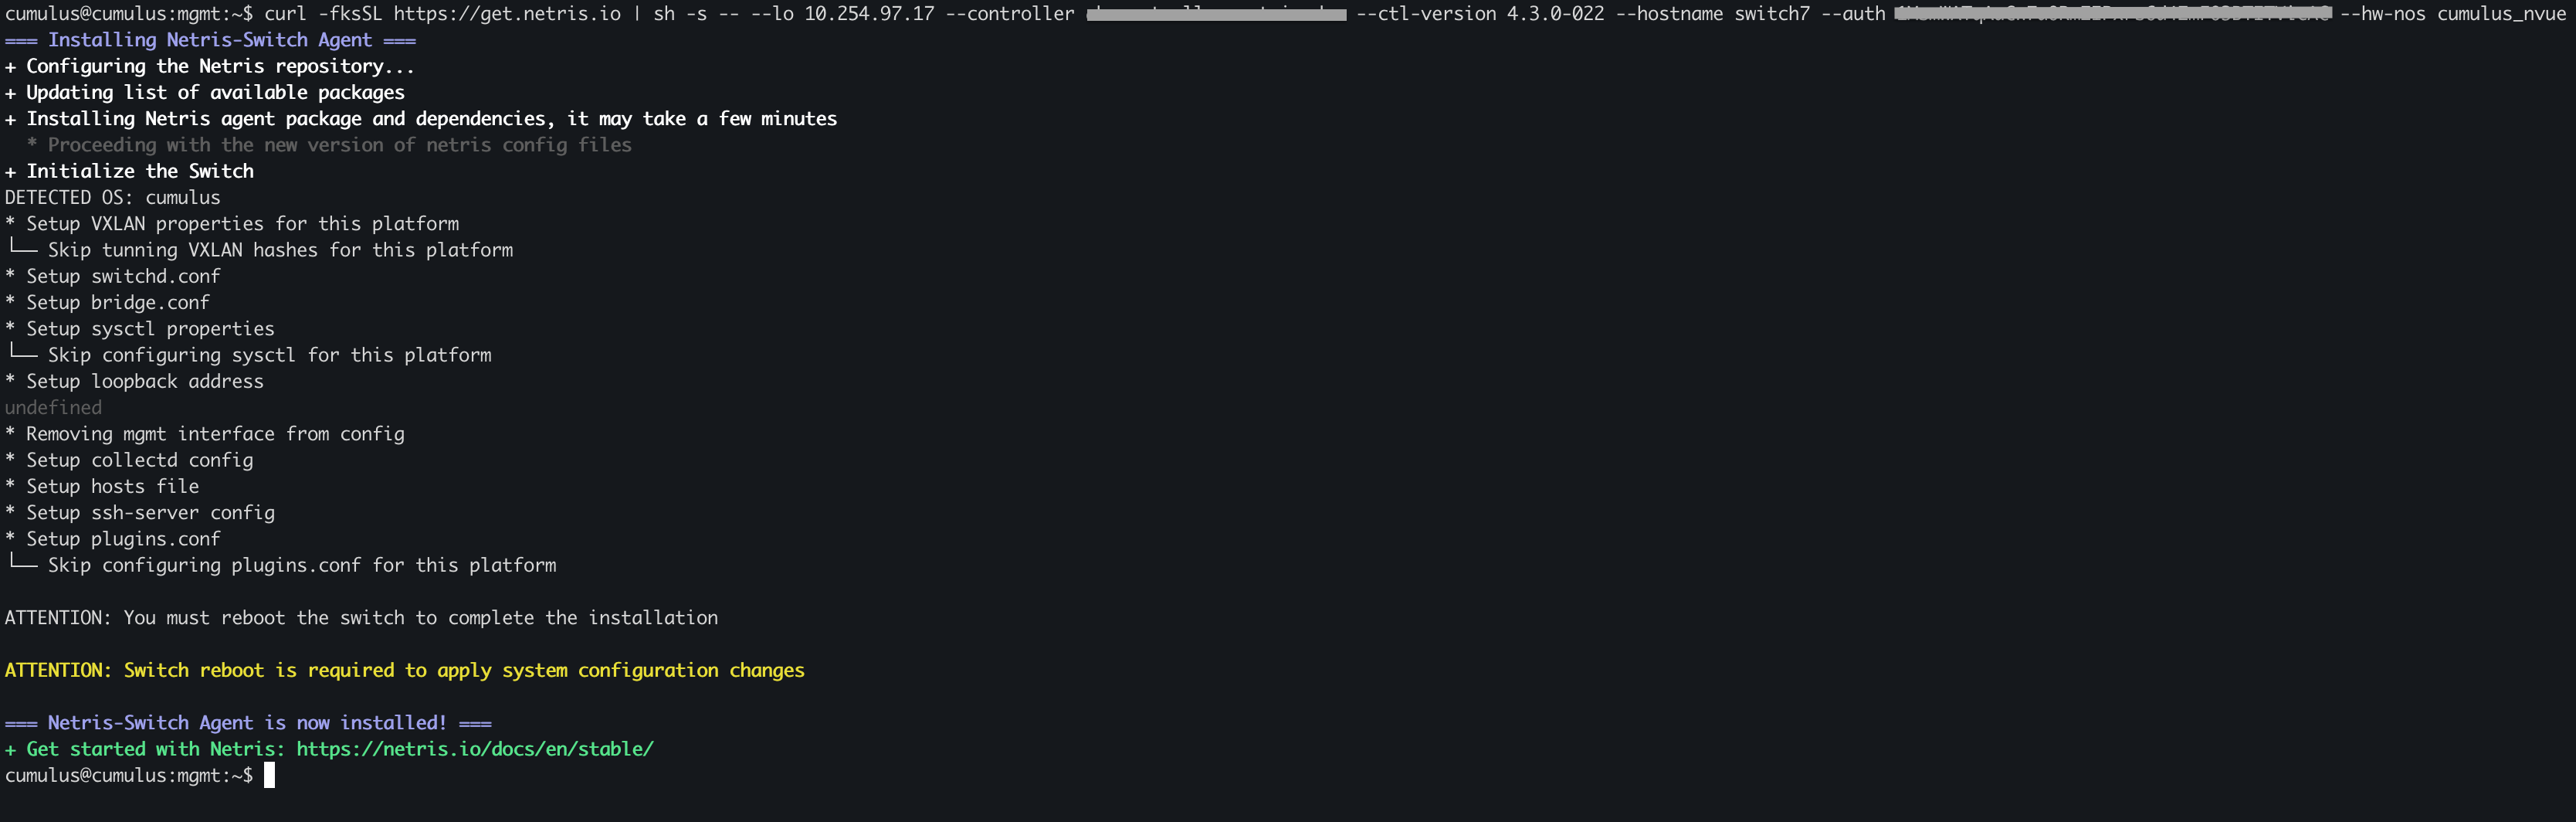 cumulus@cumulus:mgmt:~$ curl -fksSL https://get.netris.io | sh -s -- --lo 10.254.97.17 --controller --ctl-version 4.3.0-022 --hostname switch7 --auth --hw-nos cumulus_nvue
=== Installing Netris-Switch Agent ===
+ Configuring the Netris repository...
+ Updating list of available packages
+ Installing Netris agent package and dependencies, it may take a few minutes
* Proceeding with the new version of netris config files
+ Initialize the Switch
DETECTED OS: cumulus
* Setup VXLAN properties for this platform
└── Skip tunning VXLAN hashes for this platform
* Setup switchd.conf
* Setup bridge.conf
* Setup sysctl properties
└── Skip configuring sysctl for this platform
* Setup loopback address
undefined
* Removing mgmt interface from config
* Setup collectd config
* Setup hosts file
* Setup ssh-server config
* Setup plugins.conf
└── Skip configuring plugins.conf for this platform
ATTENTION: You must reboot the switch to complete the installation
ATTENTION: Switch reboot is required to apply system configuration changes
=== Netris-Switch Agent is now installed! ===
+ Get started with Netris: https://netris.io/docs/en/stable/
cumulus@cumulus:mgmt:~$